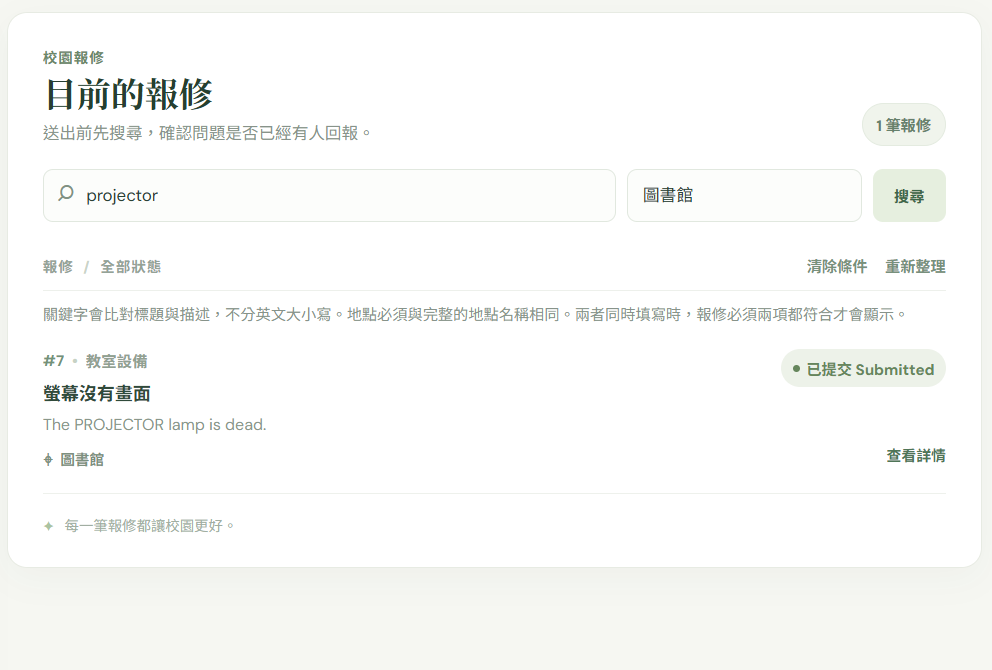 校園報修
目前的報修
送出前先搜尋，確認問題是否已經有人回報。
1 筆報修
projector
圖書館
搜尋
報修 / 全部狀態
清除條件 重新整理
關鍵字會比對標題與描述，不分英文大小寫。地點必須與完整的地點名稱相同。兩者同時填寫時，報修必須兩項都符合才會顯示。
#7 • 教室設備
已提交 Submitted
螢幕沒有畫面
The PROJECTOR lamp is dead.
圖書館
查看詳情
每一筆報修都讓校園更好。